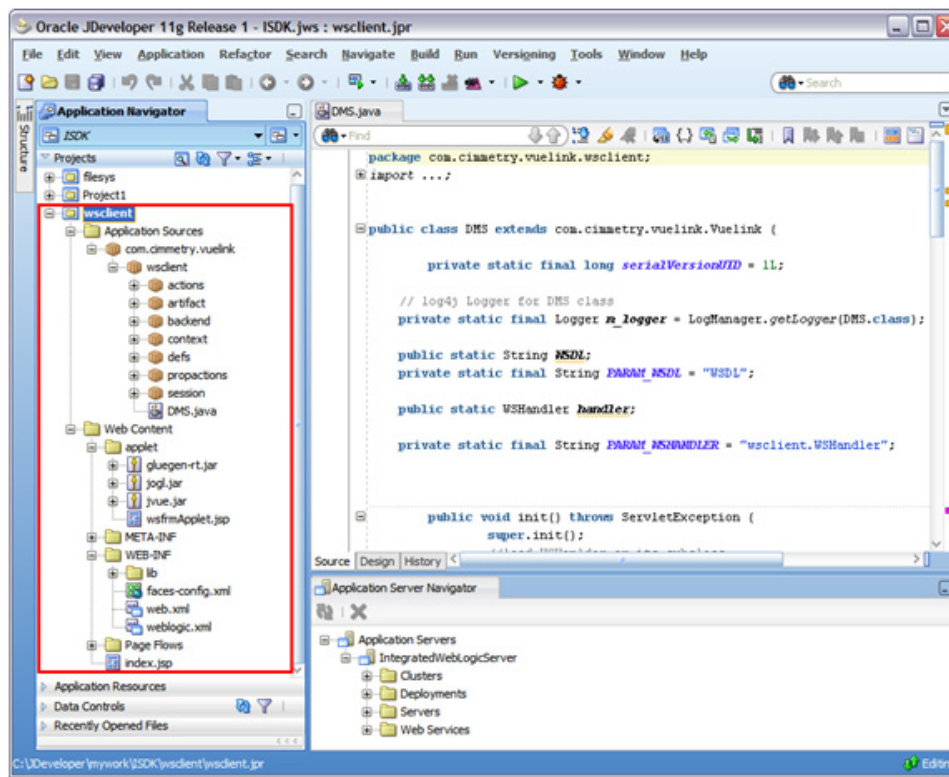 Oracle JDeveloper 11g Release 1 - ISDK.jws : wsclient.jpr
File Edit View Application Refactor Search Navigate Build Run Versioning Tools Window Help
Search
Structure
Application Navigator
ISDK
Projects
filesys
Project1
wsclient
Application Sources
com.cimmetry.vuelink
wsclient
actions
artifact
backend
context
defs
propactions
session
DMS.java
Web Content
applet
gluegen-rt.jar
jogl.jar
jvue.jar
wsfrmApplet.jsp
META-INF
WEB-INF
lib
faces-config.xml
web.xml
weblogic.xml
Page Flows
index.jsp
Application Resources
Data Controls
Recently Opened Files
DMS.java
Find
package com.cimmetry.vuelink.wsclient;
import ...;
public class DMS extends com.cimmetry.vuelink.Vuelink {
private static final long serialVersionUID = 1L;
// log4j Logger for DMS class
private static final Logger m_logger = LogManager.getLogger(DMS.class);
public static String WSDL;
private static final String PARAM_WSDL = "WSDL";
public static WSHandler handler;
private static final String PARAM_WSHANDLER = "wsclient.WSHandler";
public void init() throws ServletException {
super.init();
Source Design History
Application Server Navigator
Application Servers
IntegratedWebLogicServer
Clusters
Deployments
Servers
Web Services
C:\JDeveloper\mywork\ISDK\wsclient\wsclient.jpr